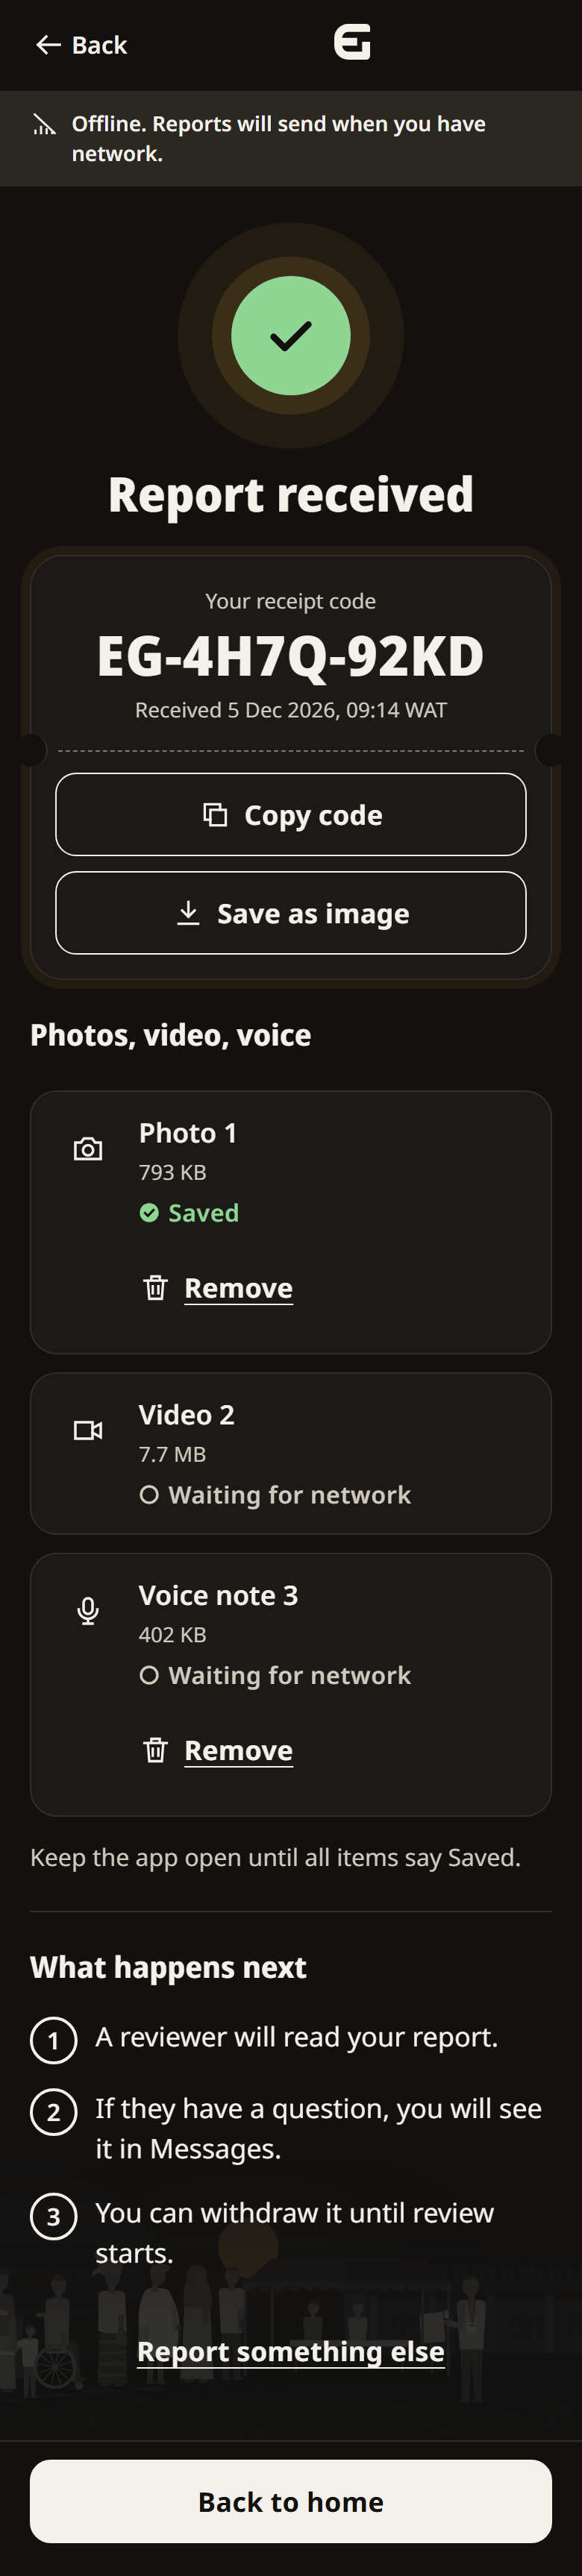 Back
Offline. Reports will send when you have
network.
Report received
Your receipt code
EG-4H7Q-92KD
Received 5 Dec 2026, 09:14 WAT
Copy code
Save as image
Photos, video, voice
Photo 1
793 KB
Saved
Remove
Video 2
7.7 MB
Waiting for network
Voice note 3
402 KB
Waiting for network
Remove
Keep the app open until all items say Saved.
What happens next
1 A reviewer will read your report.
2 If they have a question, you will see
it in Messages.
3 You can withdraw it until review
starts.
Report something else
Back to home